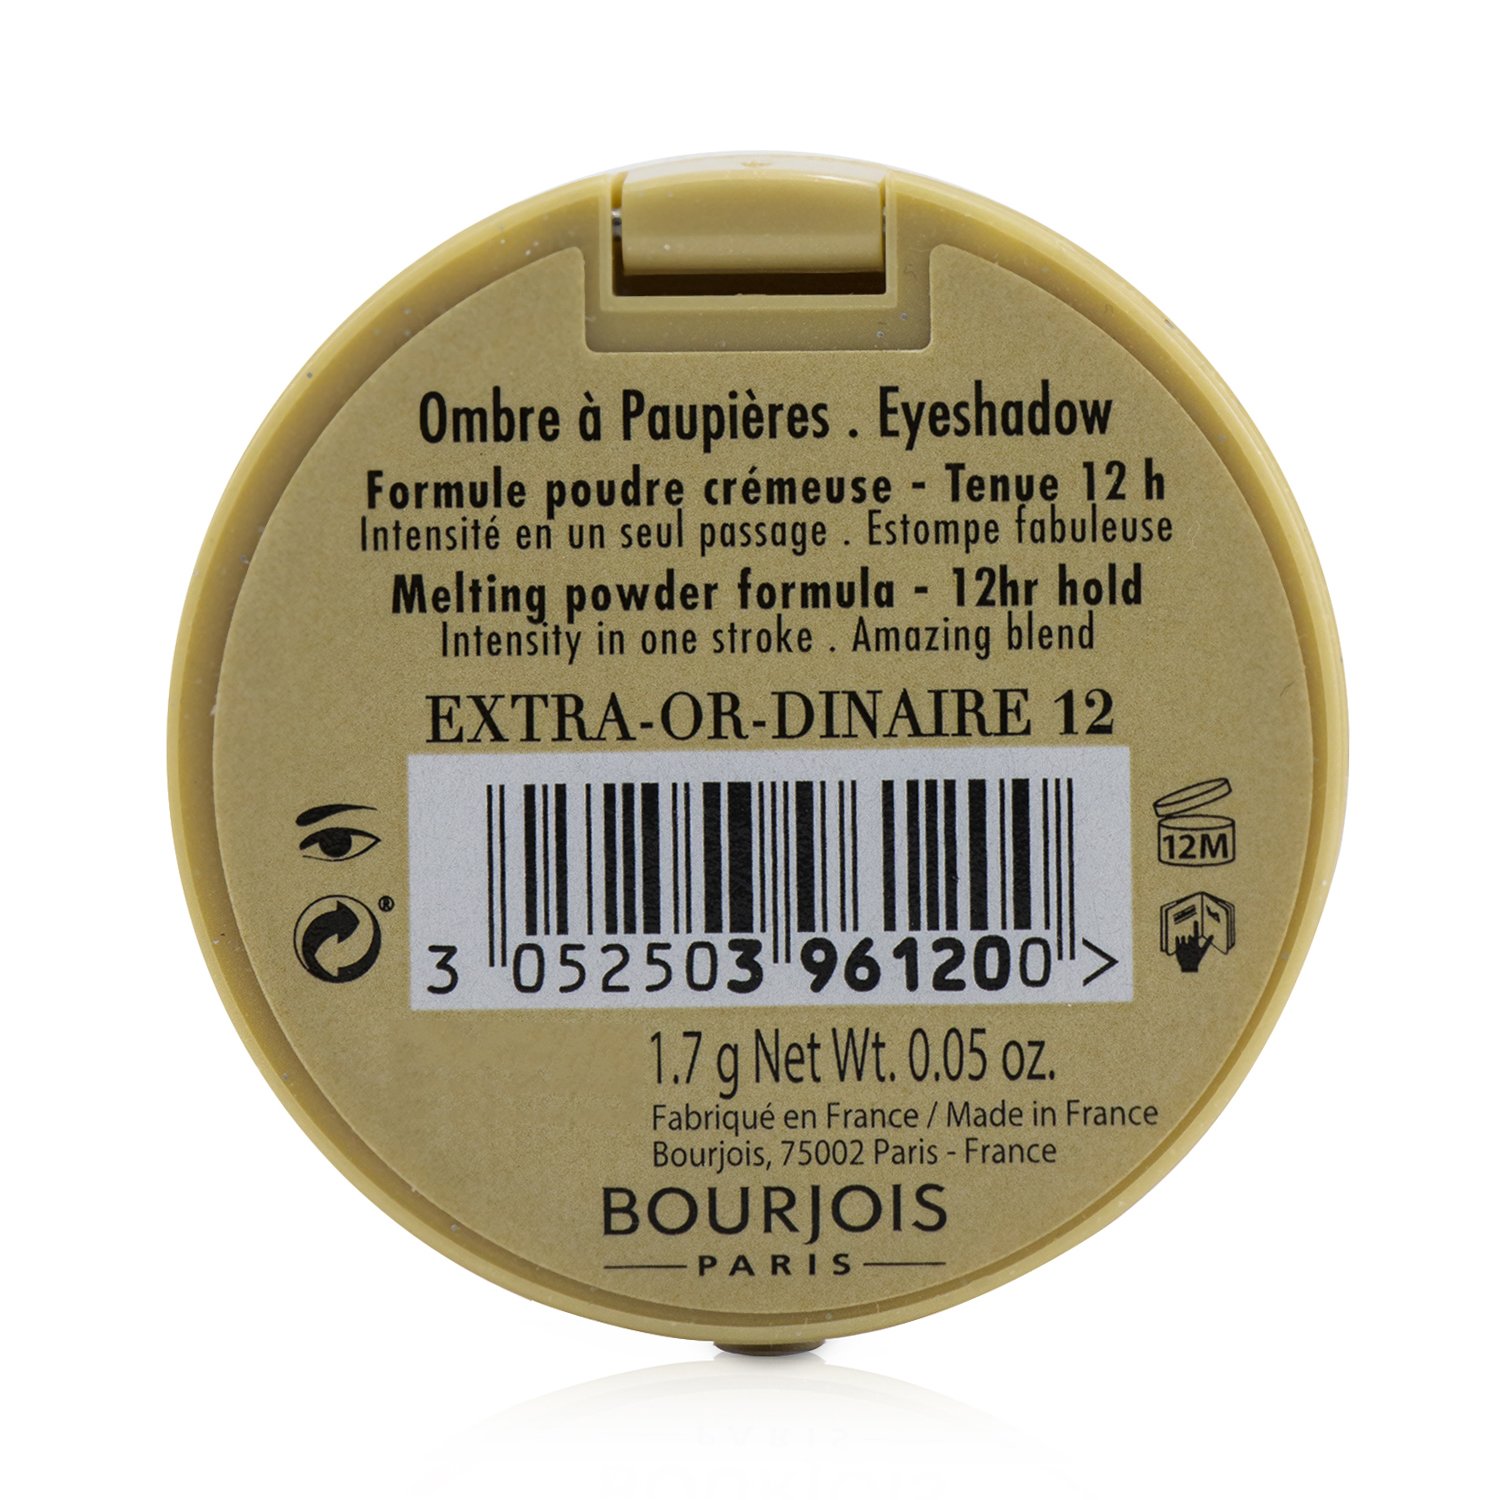 Ombre à Paupières . Eyeshadow
Formule poudre crémeuse - Tenue 12 h
Intensité en un seul passage . Estompe fabuleuse
Melting powder formula - 12hr hold
Intensity in one stroke . Amazing blend
EXTRA-OR-DINAIRE 12
12M
®
3 052503 961200 >
1.7 g Net Wt. 0.05 oz.
Fabriqué en France / Made in France
Bourjois, 75002 Paris - France
BOURJOIS
PARIS